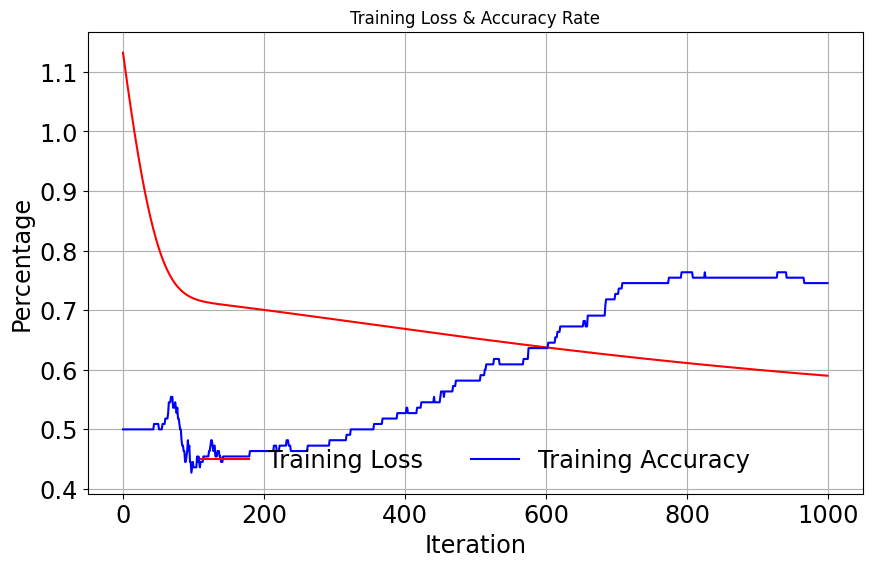 Training Loss & Accuracy Rate
Percentage
1.1
1.0
0.9
0.8
0.7
0.6
0.5
0.4
Training Loss
Training Accuracy
0 200 400 600 800 1000
Iteration